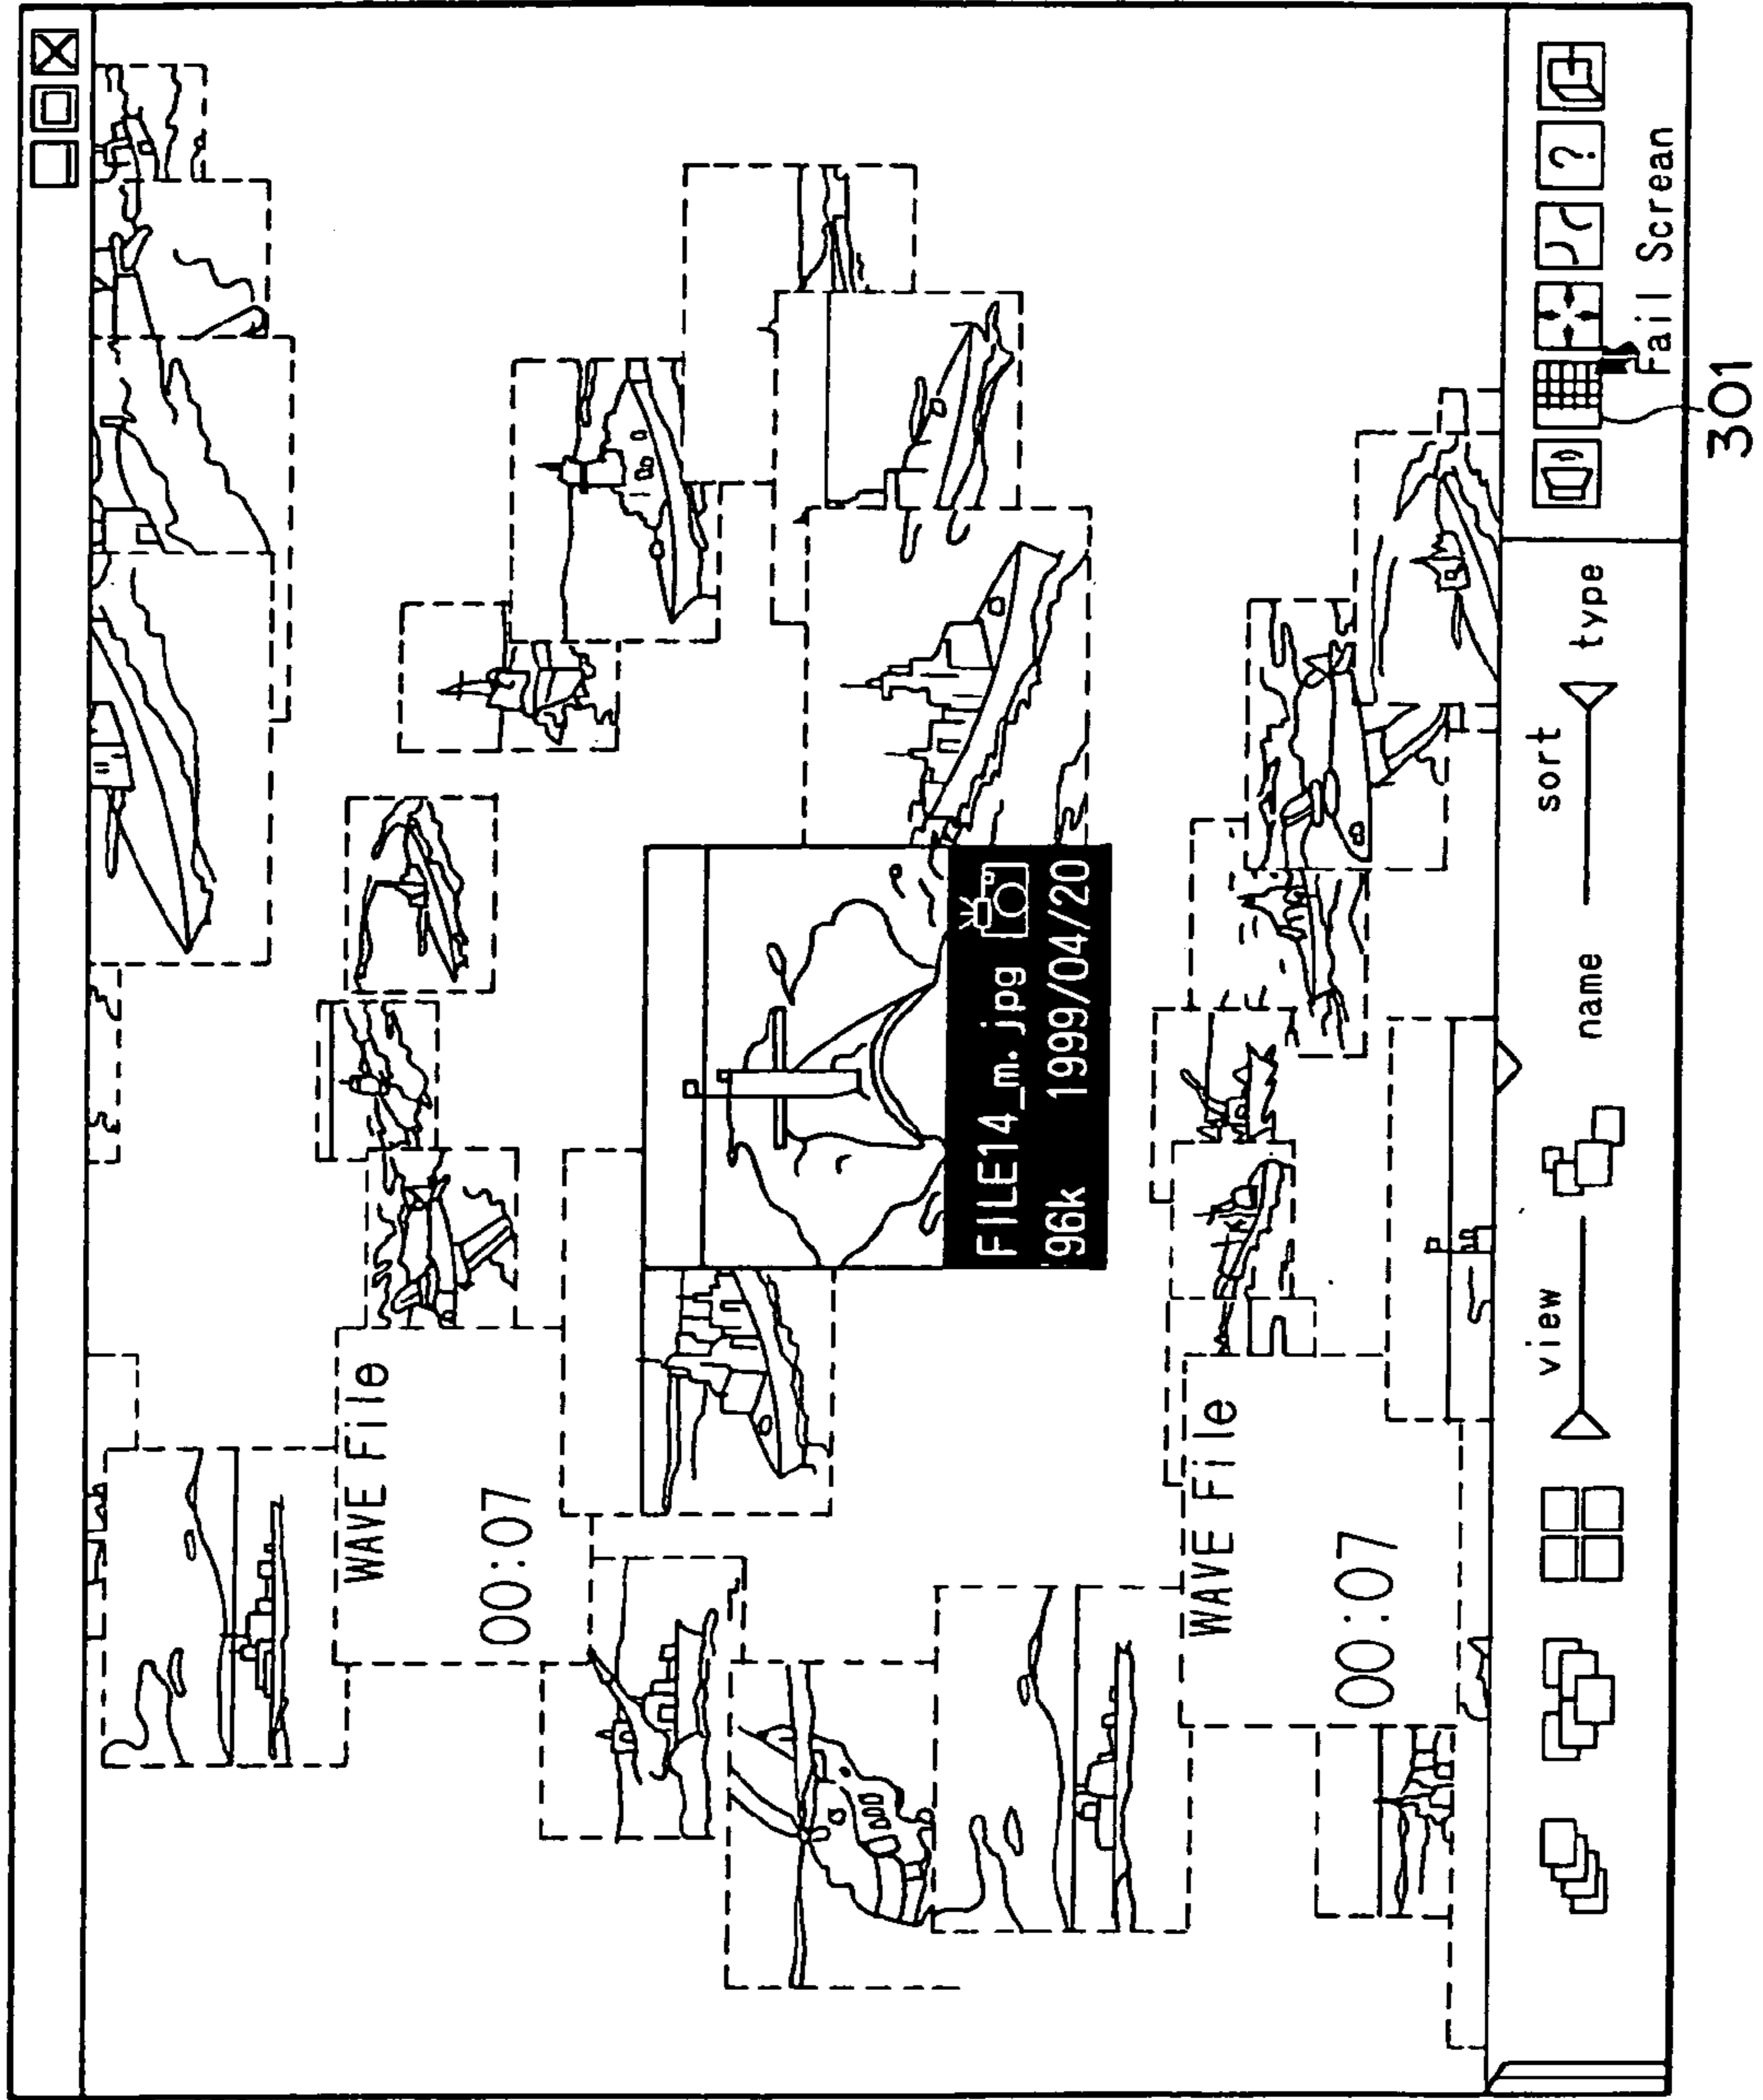 WAVE File
00:07
FILE14_m.jpg
96k 1999/04/20
WAVE File
00:07
view
name
sort
type
?
Fail Screan
301